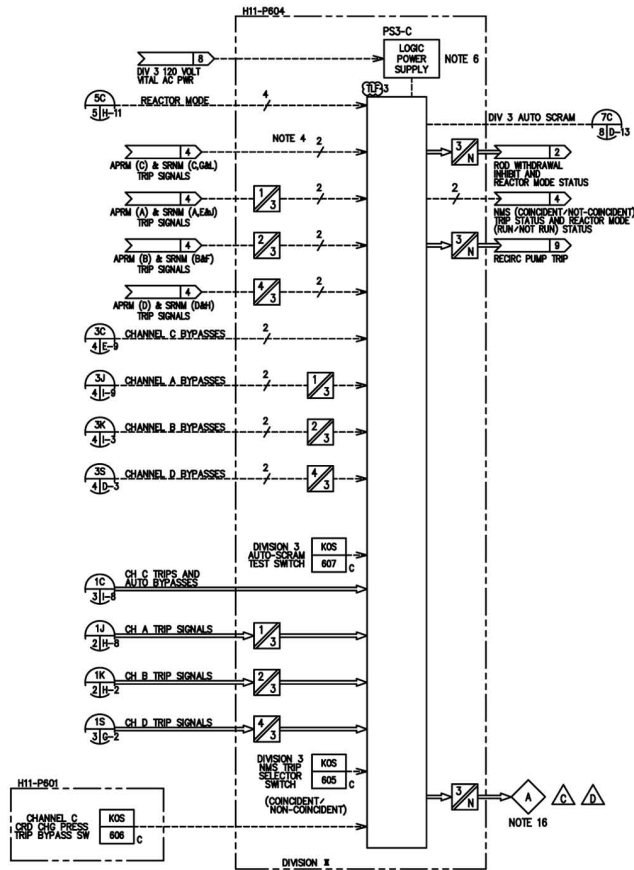 H11-P604
PS3-C
LOGIC
POWER
SUPPLY
NOTE 6
8
DIV 3 120 VOLT
VITAL AC PWR
TLF-3
5C
5 H-11
REACTOR MODE
4
DIV 3 AUTO SCRAM
7C
8 D-13
NOTE 4
4
2
APRM (C) & SRNM (C,G&L)
TRIP SIGNALS
3
N
2
ROD WITHDRAWAL
INHIBIT AND
REACTOR MODE STATUS
4
1
3
2
APRM (A) & SRNM (A,E&J)
TRIP SIGNALS
2
4
NMS (COINCIDENT/NOT-COINCIDENT)
TRIP STATUS AND REACTOR MODE
(RUN/NOT RUN) STATUS
4
2
3
2
APRM (B) & SRNM (B&F)
TRIP SIGNALS
3
N
9
RECIRC PUMP TRIP
4
4
3
2
APRM (D) & SRNM (D&H)
TRIP SIGNALS
3C
4 E-9
CHANNEL C BYPASSES
2
3J
4 I-9
CHANNEL A BYPASSES
2
1
3
3K
4 I-3
CHANNEL B BYPASSES
2
2
3
3S
4 D-3
CHANNEL D BYPASSES
2
4
3
DIVISION 3
AUTO-SCRAM
TEST SWITCH
KOS
607
C
1C
3 I-8
CH C TRIPS AND
AUTO BYPASSES
1J
2 H-8
CH A TRIP SIGNALS
1
3
1K
2 H-2
CH B TRIP SIGNALS
2
3
1S
3 G-2
CH D TRIP SIGNALS
4
3
DIVISION 3
NMS TRIP
SELECTOR
SWITCH
KOS
605
C
(COINCIDENT/
NON-COINCIDENT)
H11-P601
CHANNEL C
CRD CHG PRESS
TRIP BYPASS SW
KOS
606
C
3
N
A
C
D
NOTE 16
DIVISION